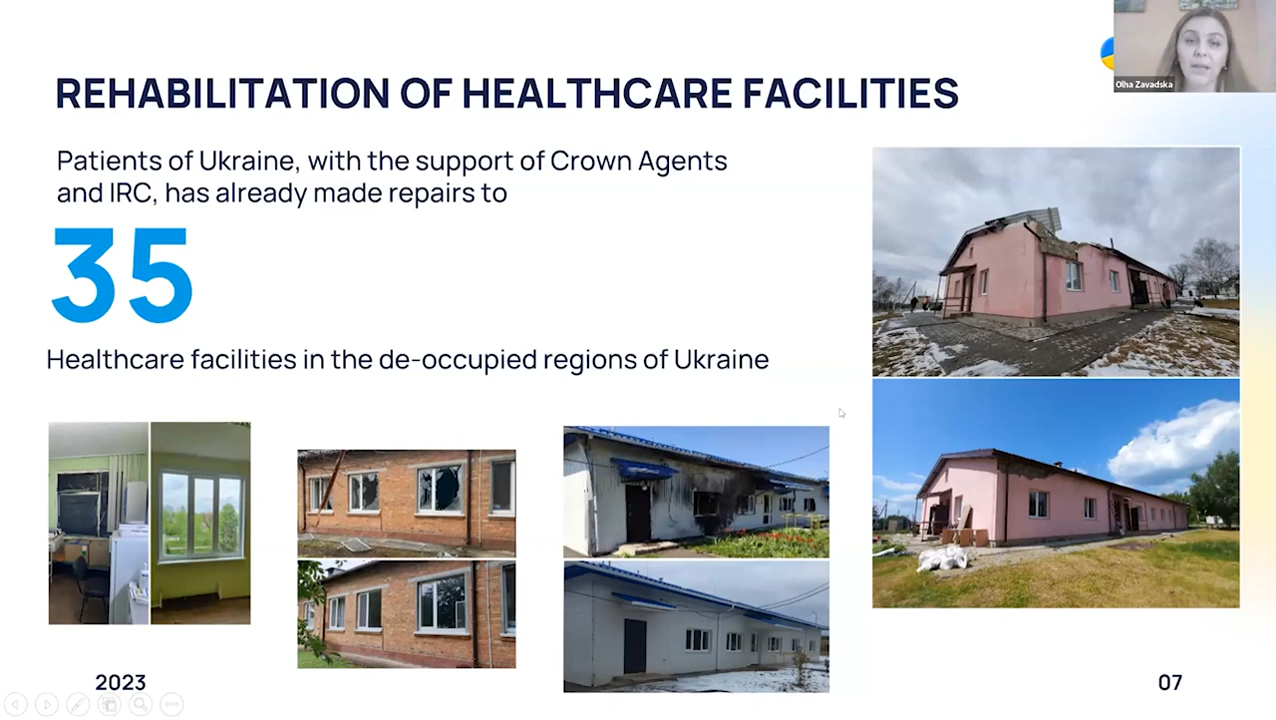 Olha Zavadska
REHABILITATION OF HEALTHCARE FACILITIES
Patients of Ukraine, with the support of Crown Agents
and IRC, has already made repairs to
35
Healthcare facilities in the de-occupied regions of Ukraine
2023
07